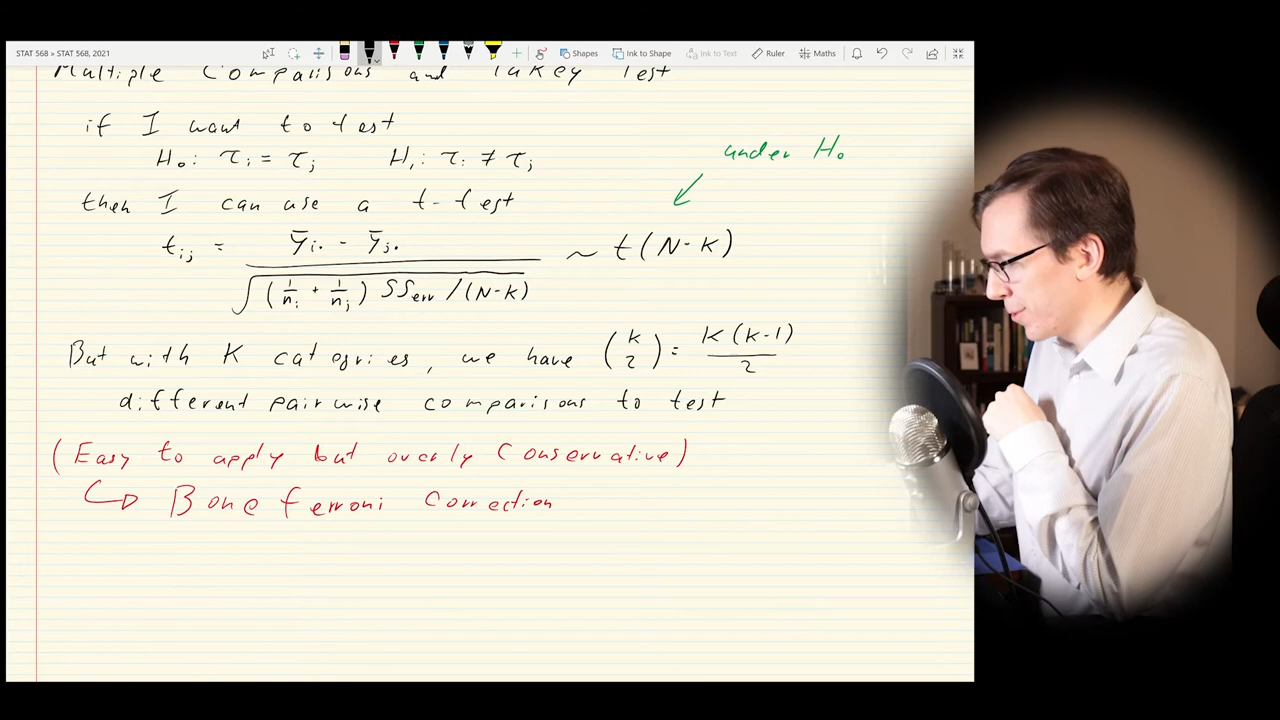 STAT 568 » STAT 568, 2021
Shapes
Ink to Shape
Ink to Text
Ruler
Maths
Multiple Comparisons and Tukey Test
if I want to test
H₀: τᵢ = τⱼ H₁: τᵢ ≠ τⱼ
under H₀
then I can use a t-test
tᵢⱼ = (ȳᵢ. - ȳⱼ.) / √((1/nᵢ + 1/nⱼ) SSerr /(N-K)) ~ t(N-K)
But with K catogries, we have (k 2) = K(k-1)/2
different pairwise comparisons to test
(Easy to apply but overly conservative)
↳ Boneferroni correction